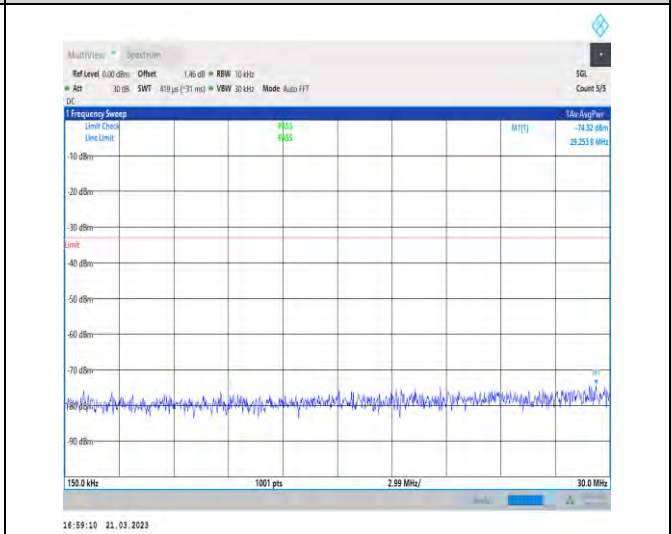 MultiView Spectrum
Ref Level 0.00 dBm Offset 1.46 dB RBW 10 kHz SGL
Att 30 dB SWT 419 µs (~31 ms) VBW 30 kHz Mode Auto FFT Count 5/5
DC
1 Frequency Sweep 1Av AvgPwr
Limit Check PASS M1[1] -74.32 dBm
Line Limit PASS 29.2538 MHz
-10 dBm
-20 dBm
-30 dBm
Limit
-40 dBm
-50 dBm
-60 dBm
-70 dBm
M1
-80 dBm
-90 dBm
150.0 kHz 1001 pts 2.99 MHz/ 30.0 MHz
16:59:10 21.03.2023